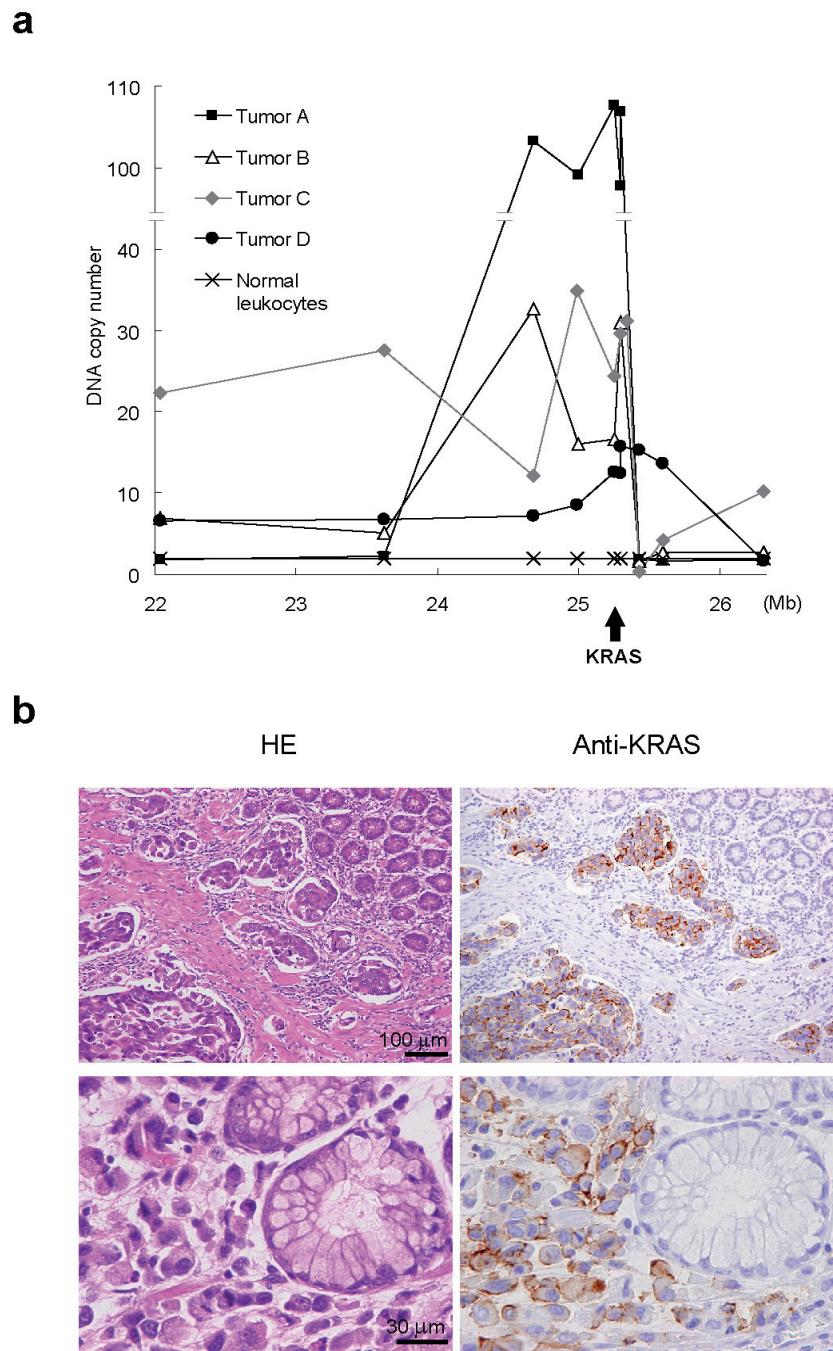 a
110
100
40
30
20
10
0
DNA copy number
Tumor A
Tumor B
Tumor C
Tumor D
Normal
leukocytes
22 23 24 25 26 (Mb)
KRAS
b
HE Anti-KRAS
100 μm
30 μm